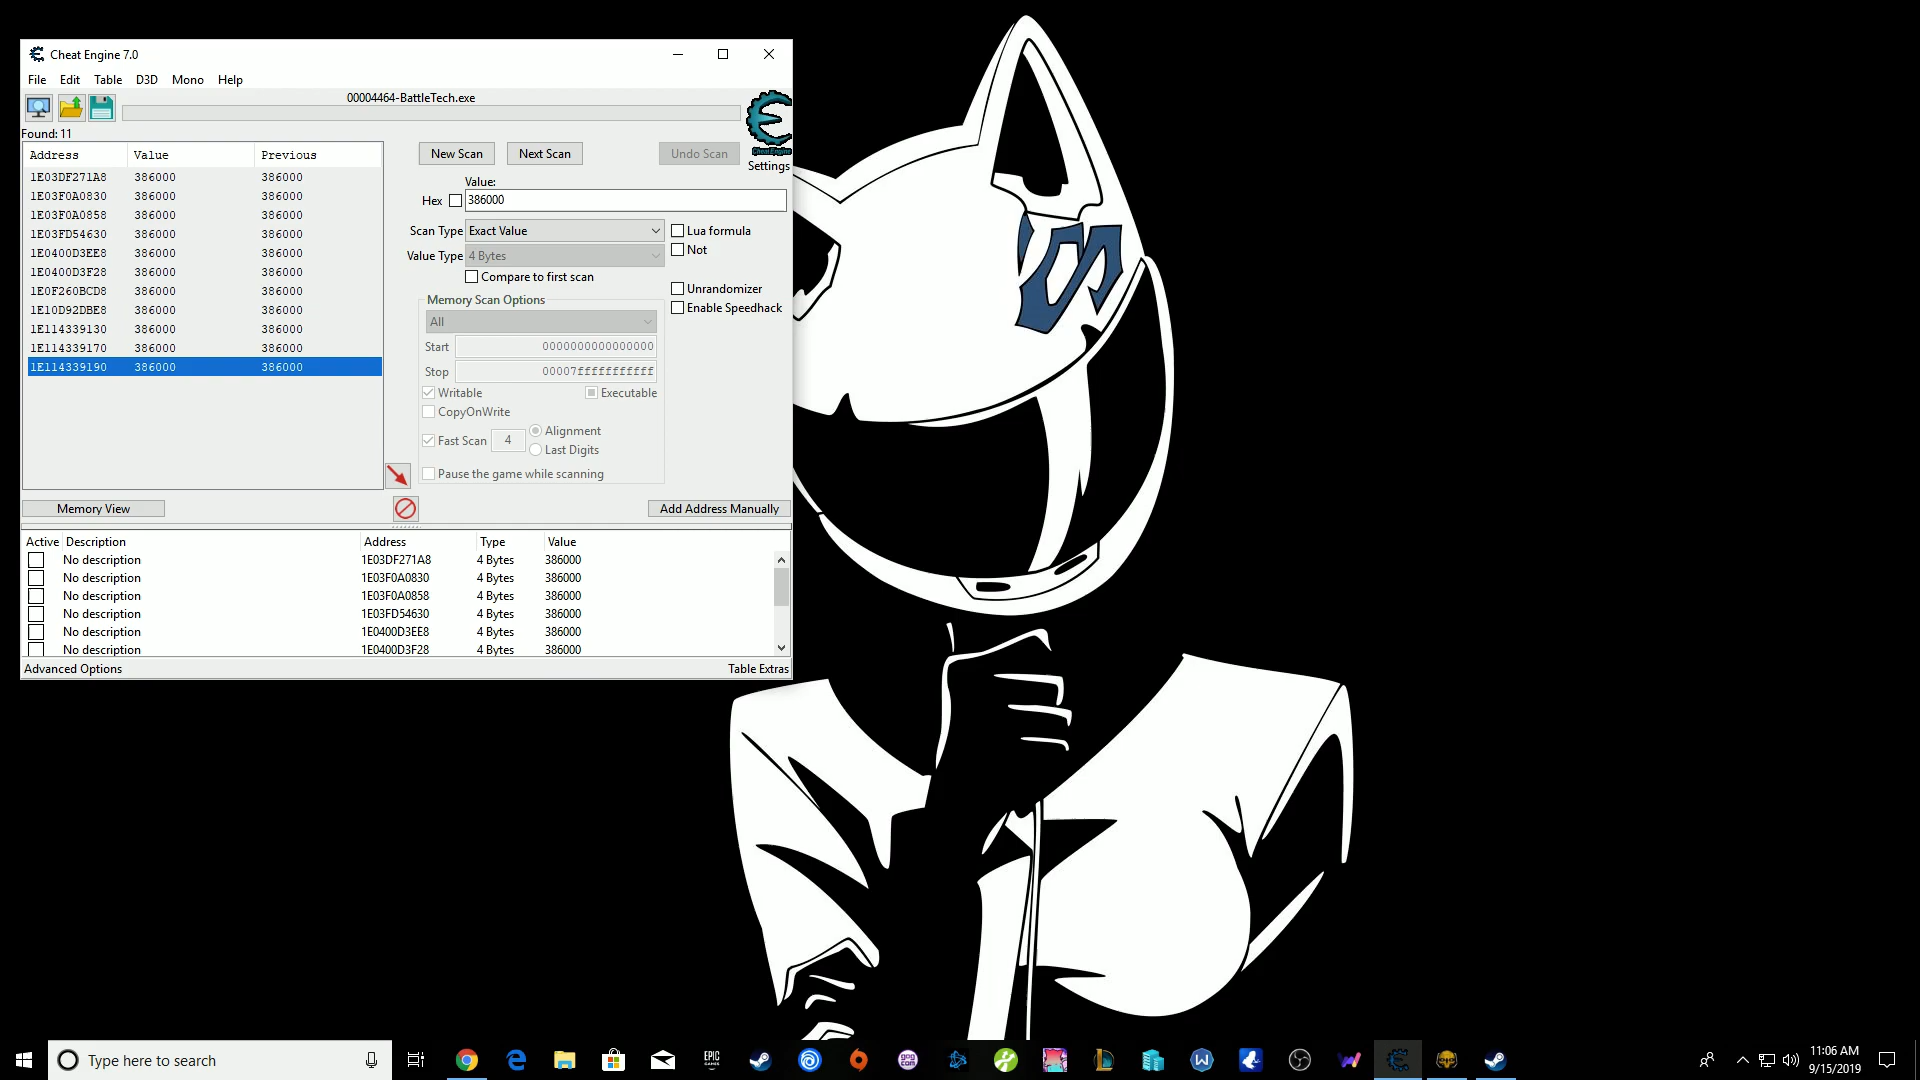 Cheat Engine 7.0
File Edit Table D3D Mono Help
00004464-BattleTech.exe
Found: 11
Address Value Previous
1E03DF271A8 386000 386000
1E03F0A0830 386000 386000
1E03F0A0858 386000 386000
1E03FD54630 386000 386000
1E0400D3EE8 386000 386000
1E0400D3F28 386000 386000
1E0F260BCD8 386000 386000
1E10D92DBE8 386000 386000
1E114339130 386000 386000
1E114339170 386000 386000
1E114339190 386000 386000
New Scan Next Scan Undo Scan
Cheat Engine
Settings
Value:
Hex 386000
Scan Type Exact Value
Lua formula
Value Type 4 Bytes
Not
Compare to first scan
Unrandomizer
Enable Speedhack
Memory Scan Options
All
Start 0000000000000000
Stop 00007fffffffffff
Writable Executable
CopyOnWrite
Fast Scan 4 Alignment
Last Digits
Pause the game while scanning
Memory View Add Address Manually
Active Description Address Type Value
No description 1E03DF271A8 4 Bytes 386000
No description 1E03F0A0830 4 Bytes 386000
No description 1E03F0A0858 4 Bytes 386000
No description 1E03FD54630 4 Bytes 386000
No description 1E0400D3EE8 4 Bytes 386000
No description 1E0400D3F28 4 Bytes 386000
Advanced Options Table Extras
Type here to search
EPIC GAMES
gog com
11:06 AM
9/15/2019